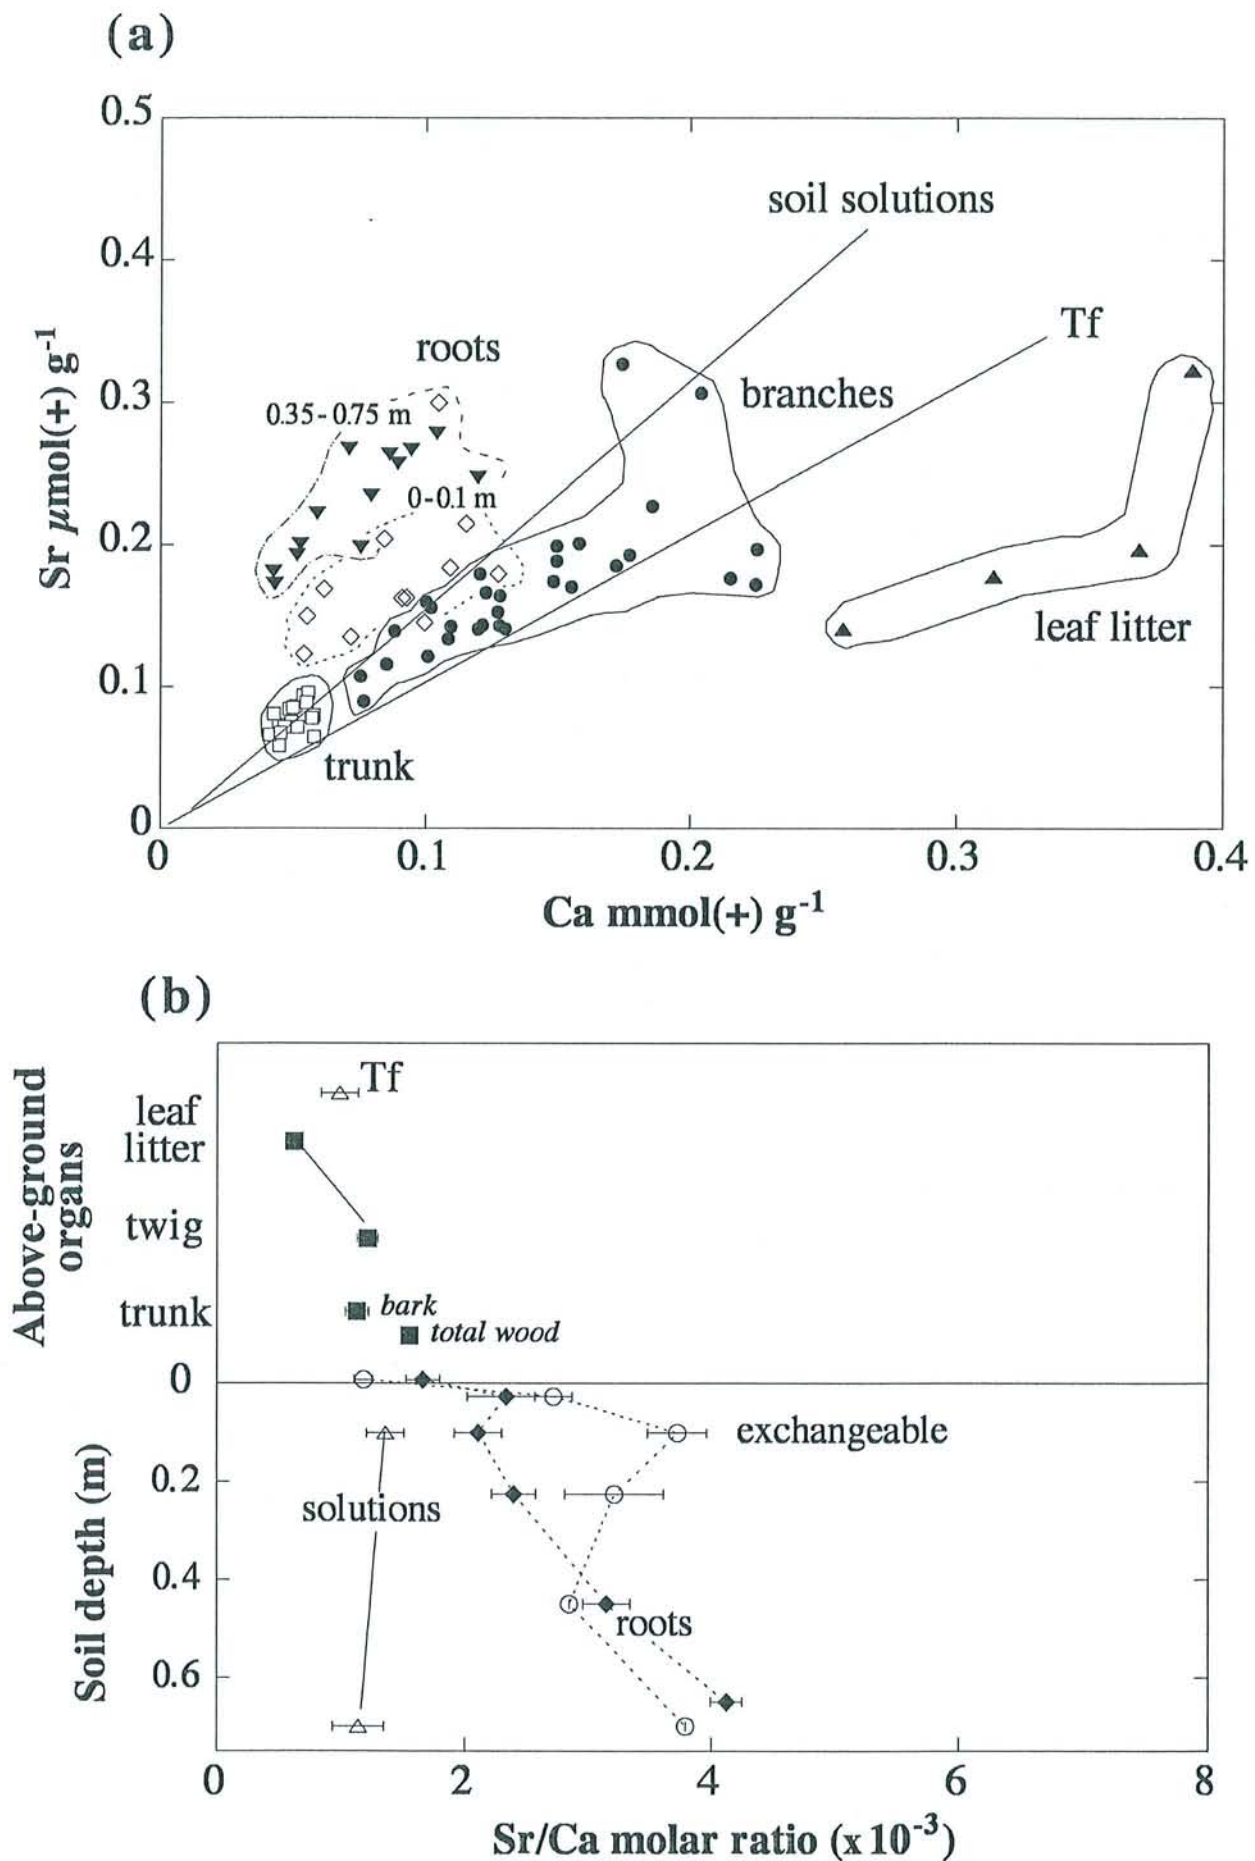 (a)
0.5
0.4
0.3
0.2
0.1
0
Sr µmol(+) g-1
soil solutions
Tf
roots
branches
0.35-0.75 m
0-0.1 m
leaf litter
trunk
0 0.1 0.2 0.3 0.4
Ca mmol(+) g-1
(b)
Above-ground
organs
Tf
leaf
litter
twig
trunk
bark
total wood
0
exchangeable
0.2
solutions
0.4
roots
0.6
Soil depth (m)
0 2 4 6 8
Sr/Ca molar ratio (x 10-3)